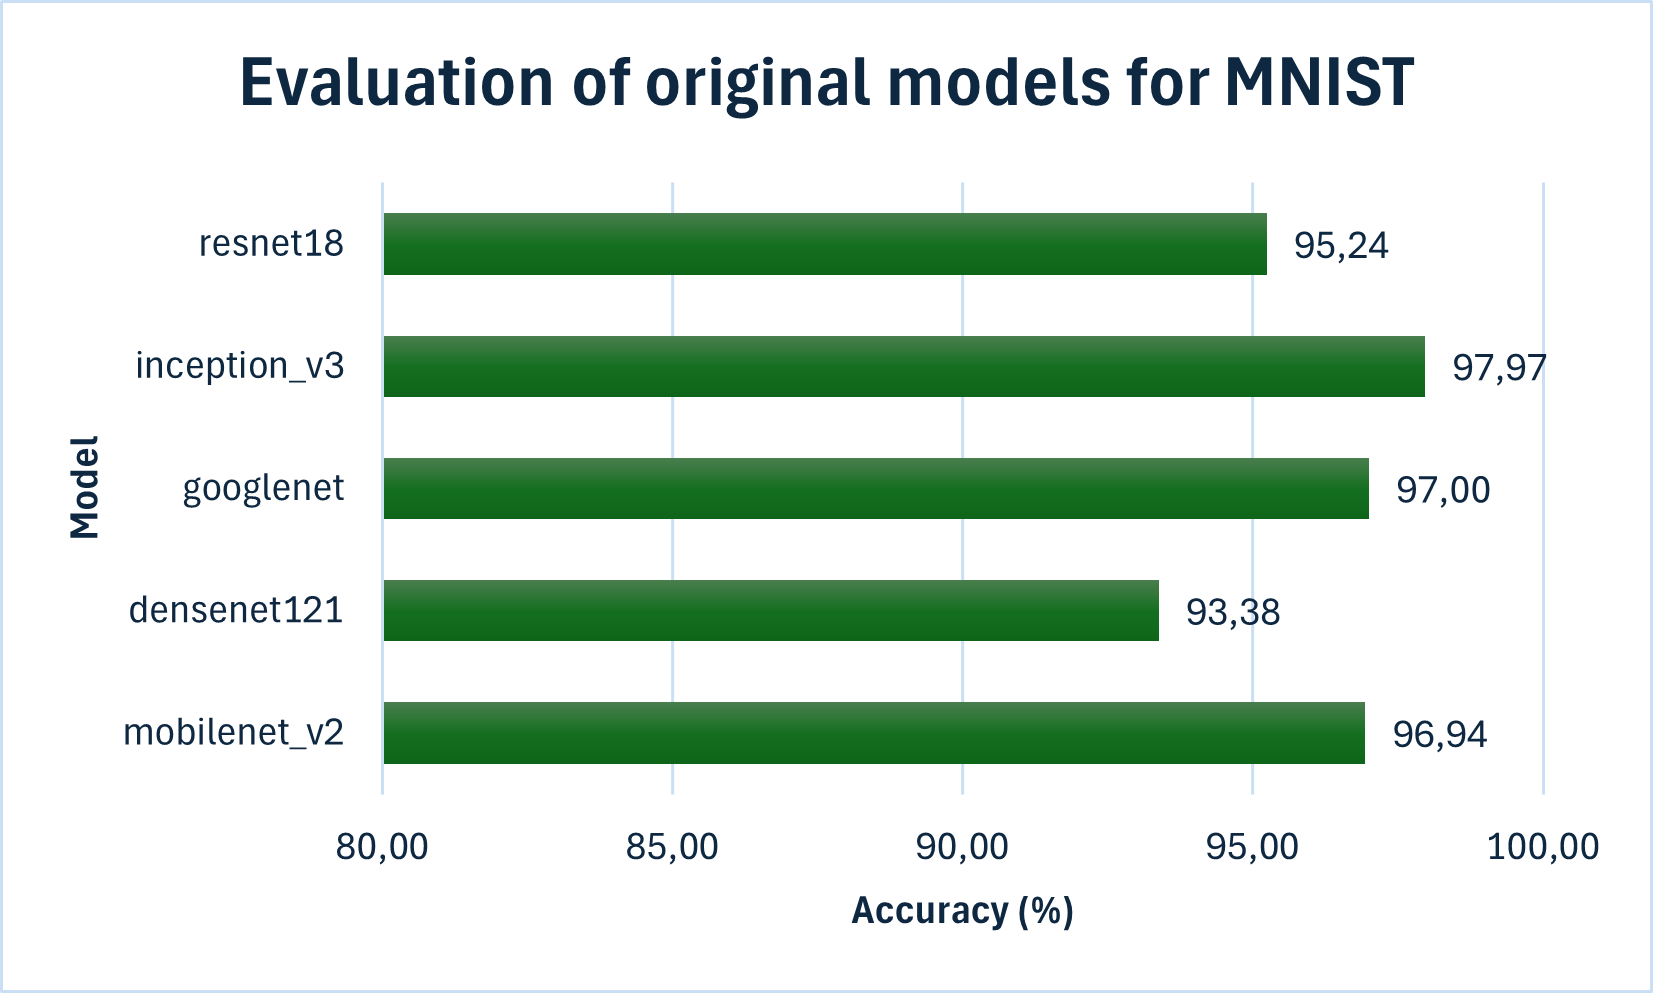 Evaluation of original models for MNIST
Model
resnet18 95,24
inception_v3 97,97
googlenet 97,00
densenet121 93,38
mobilenet_v2 96,94
80,00 85,00 90,00 95,00 100,00
Accuracy (%)